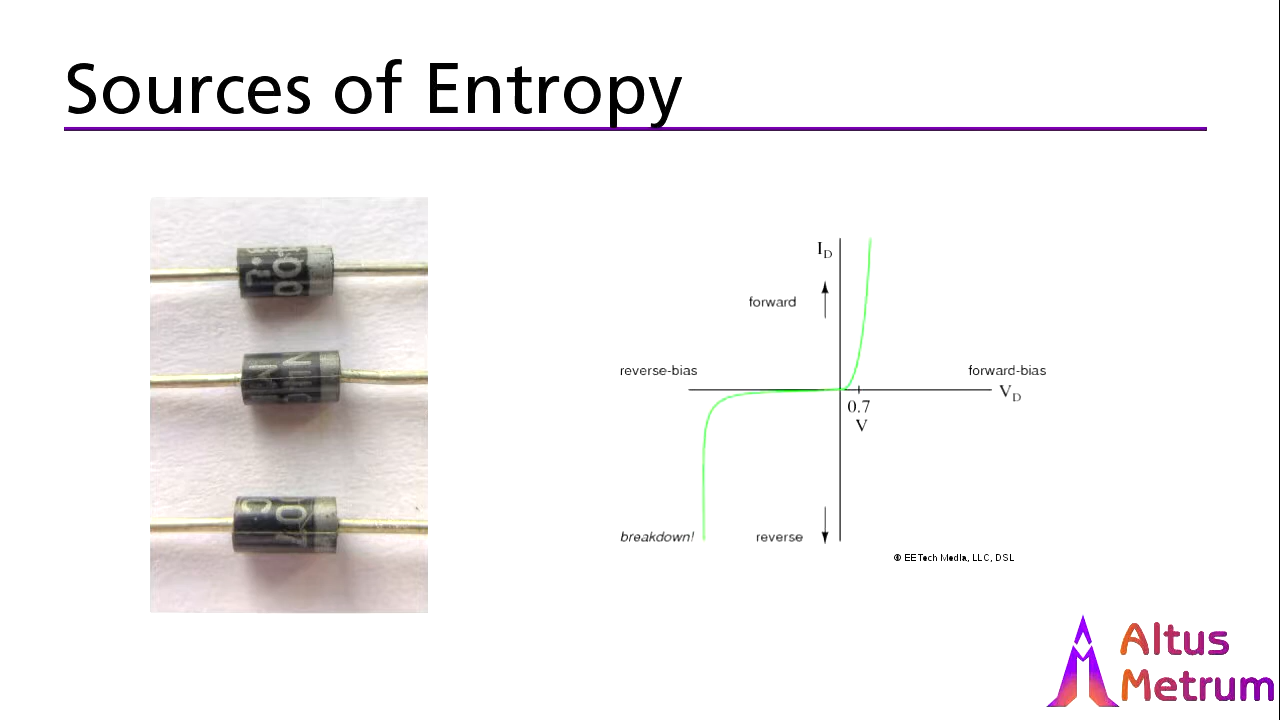 Sources of Entropy
I_D
forward
reverse-bias
forward-bias
V_D
0.7
V
breakdown!
reverse
© EETech Media, LLC, DSL
Altus
Metrum